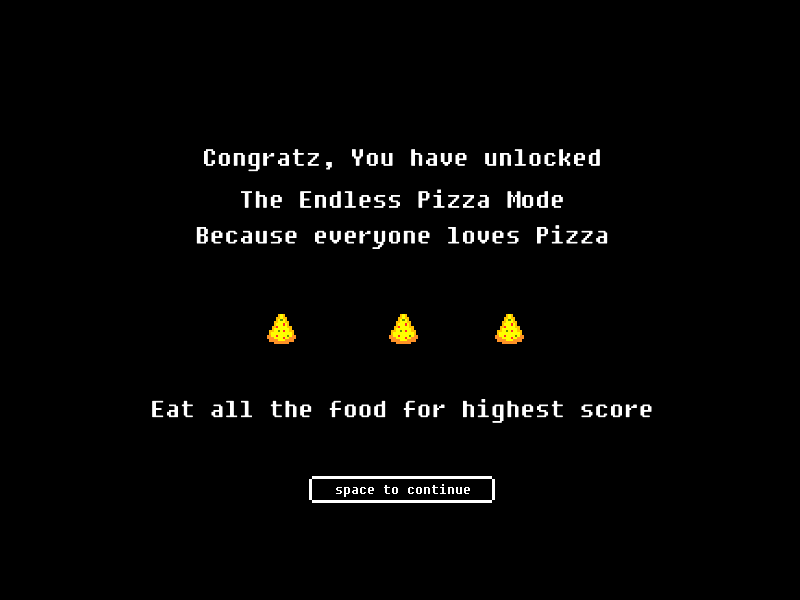 Congratz, You have unlocked
The Endless Pizza Mode
Because everyone loves Pizza
Eat all the food for highest score
space to continue